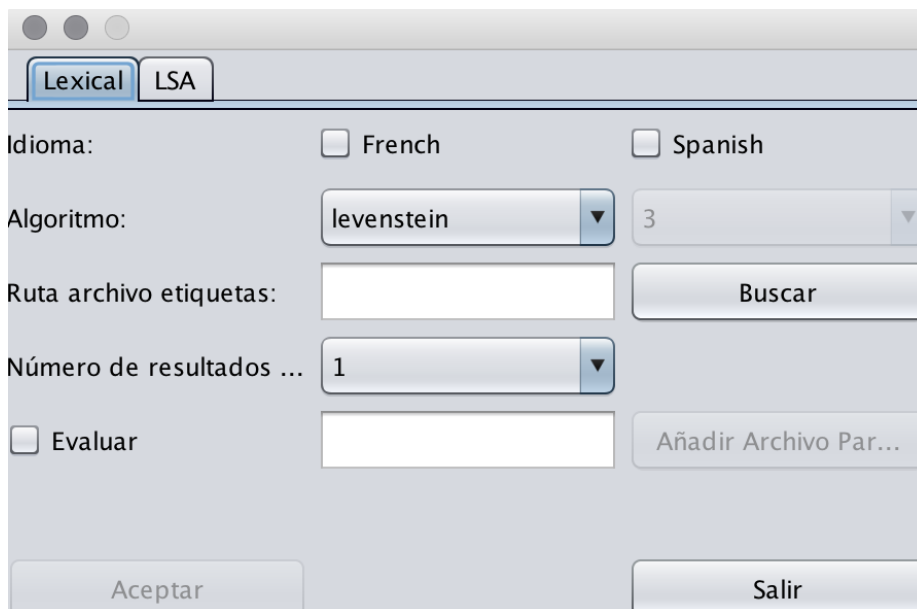 Lexical LSA
Idioma: French Spanish
Algoritmo: levenstein 3
Ruta archivo etiquetas: Buscar
Número de resultados ... 1
Evaluar Añadir Archivo Par...
Aceptar Salir